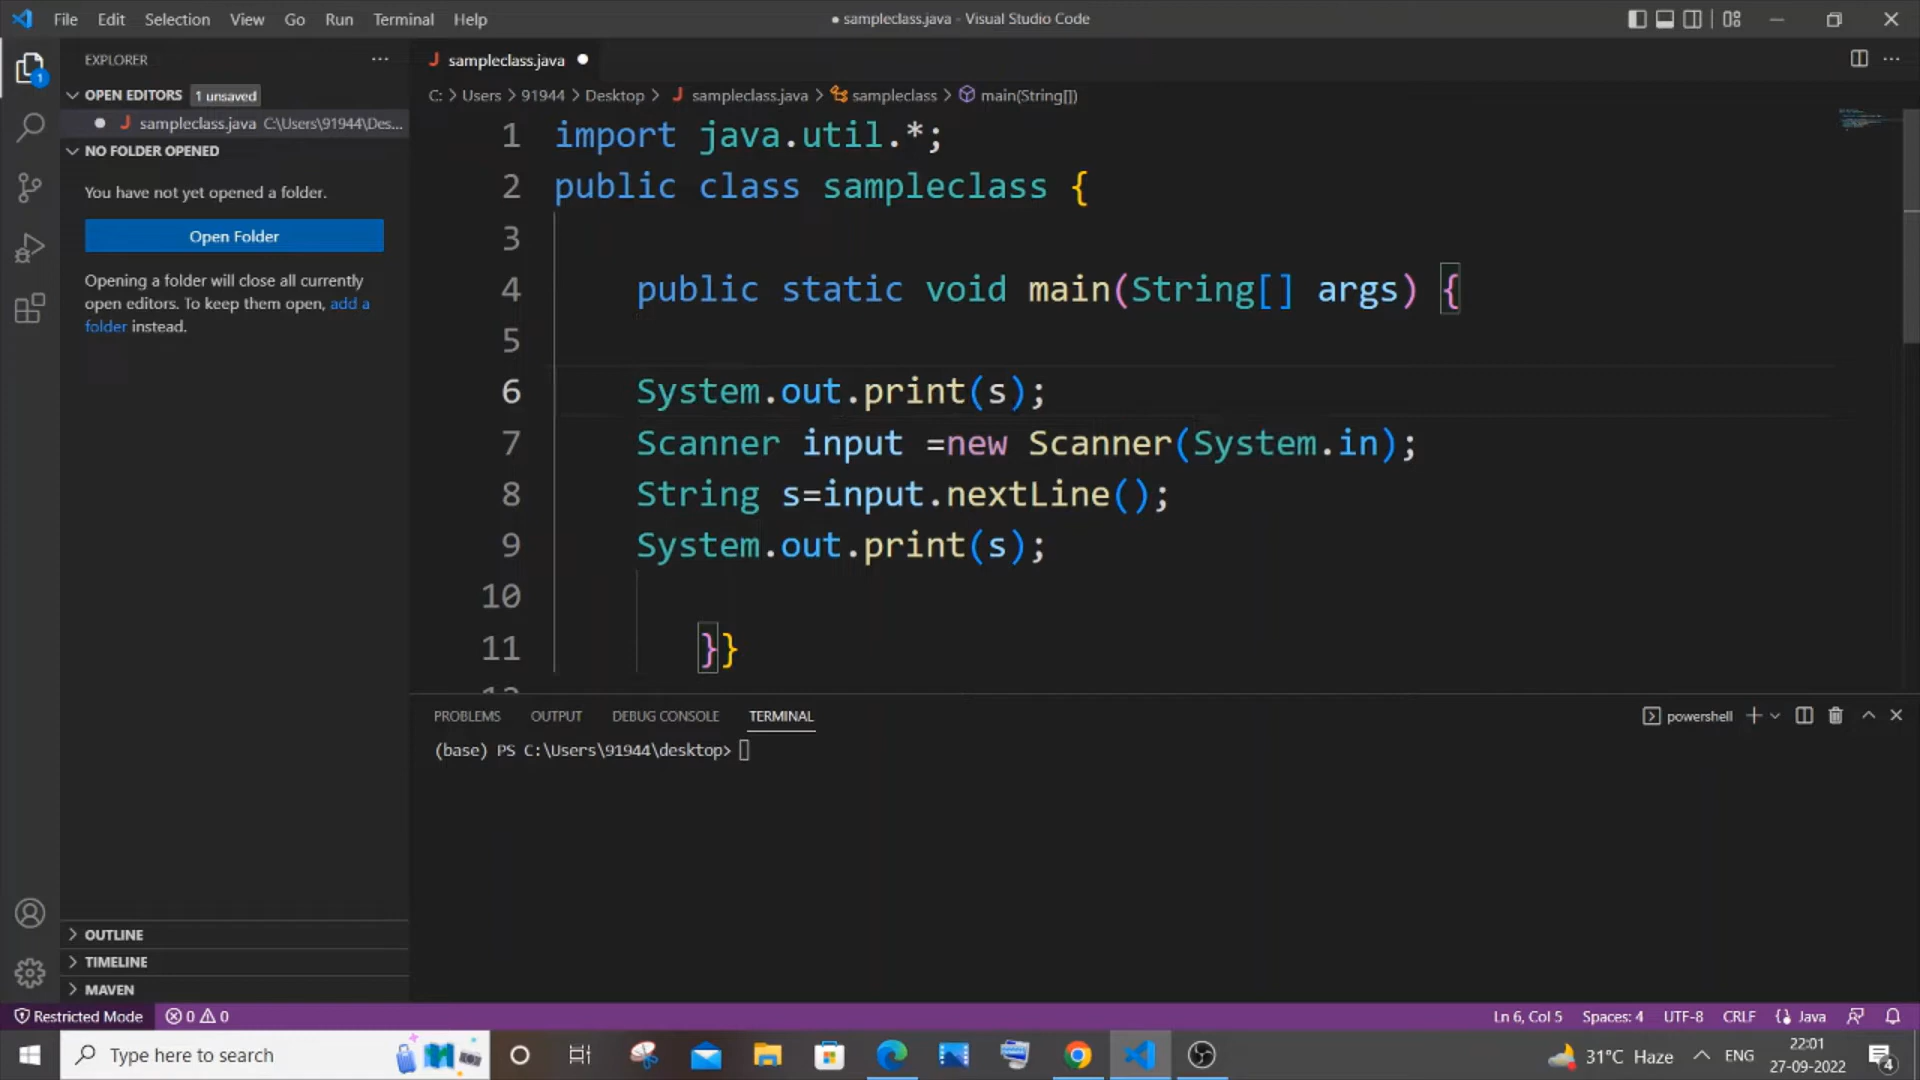 File Edit Selection View Go Run Terminal Help
● sampleclass.java - Visual Studio Code
EXPLORER
OPEN EDITORS 1 unsaved
sampleclass.java C:\Users\91944\Des...
NO FOLDER OPENED
You have not yet opened a folder.
Open Folder
Opening a folder will close all currently
open editors. To keep them open, add a
folder instead.
OUTLINE
TIMELINE
MAVEN
J sampleclass.java
C: > Users > 91944 > Desktop > J sampleclass.java > sampleclass > main(String[])
1 import java.util.*;
2 public class sampleclass {
3
4 public static void main(String[] args) {
5
6 System.out.print(s);
7 Scanner input =new Scanner(System.in);
8 String s=input.nextLine();
9 System.out.print(s);
10
11 }}
12
PROBLEMS OUTPUT DEBUG CONSOLE TERMINAL
powershell
(base) PS C:\Users\91944\desktop>
Restricted Mode 0 0
Ln 6, Col 5 Spaces: 4 UTF-8 CRLF Java
Type here to search
31°C Haze ENG
22:01
27-09-2022
4
1